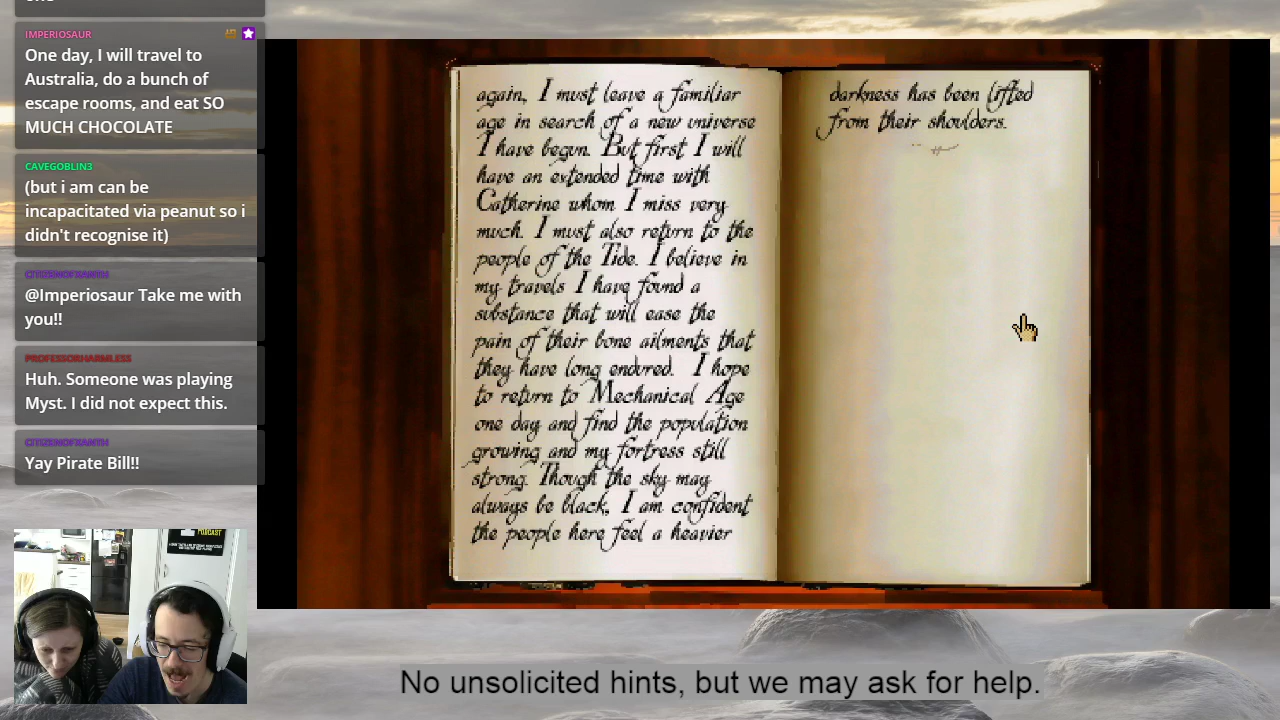 IMPERIOSAUR
One day, I will travel to
Australia, do a bunch of
escape rooms, and eat SO
MUCH CHOCOLATE
CAVEGOBLIN3
(but i am can be
incapacitated via peanut so i
didn't recognise it)
CITIZENOFXANTH
@Imperiosaur Take me with
you!!
PROFESSORHARMLESS
Huh. Someone was playing
Myst. I did not expect this.
CITIZENOFXANTH
Yay Pirate Bill!!
PODCAST
again, I must leave a familiar
age in search of a new universe
I have begun. But first I will
have an extended time with
Catherine whom I miss very
much. I must also return to the
people of the Tide. I believe in
my travels I have found a
substance that will ease the
pain of their bone ailments that
they have long endured. I hope
to return to Mechanical Age
one day and find the population
growing and my fortress still
strong. Though the sky may
always be black, I am confident
the people here feel a heavier
darkness has been lifted
from their shoulders.
No unsolicited hints, but we may ask for help.